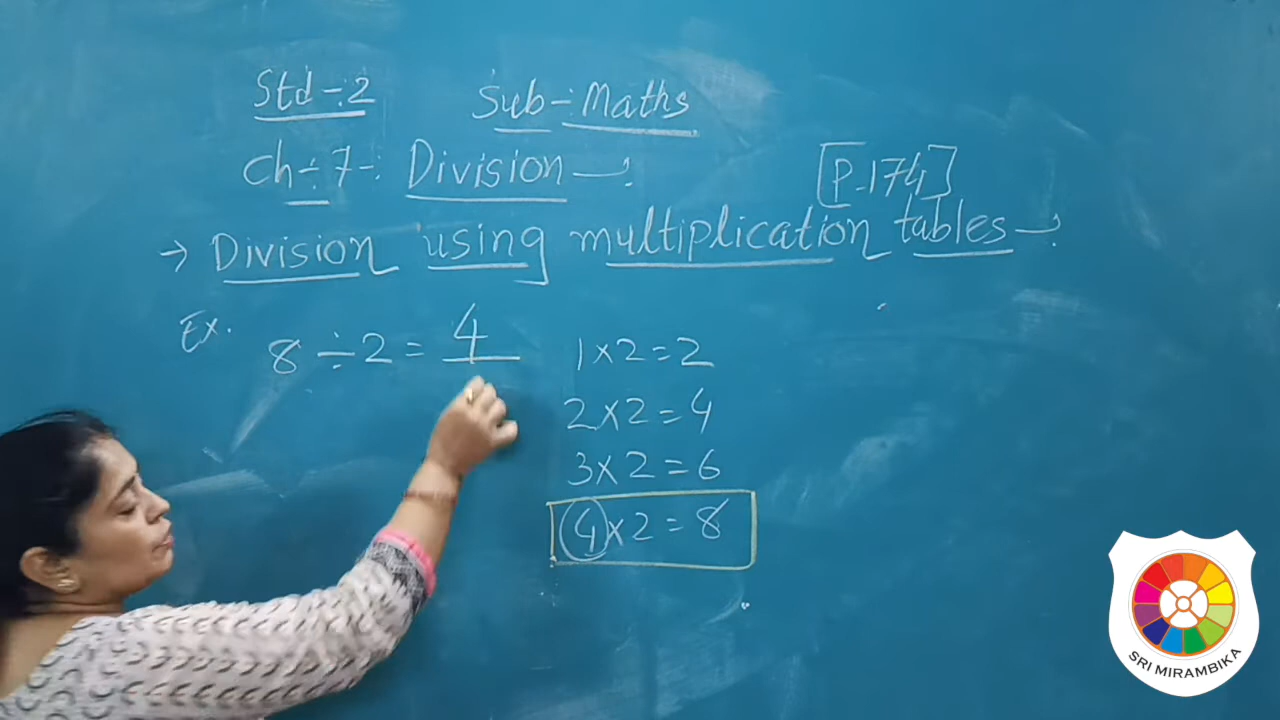 Std-:2 Sub-:Maths
Ch-:7-: Division-:
[P-174]
→ Division using multiplication tables-:
Ex. 8÷2=4
1×2=2
2×2=4
3×2=6
4×2=8
SRI MIRAMBIKA